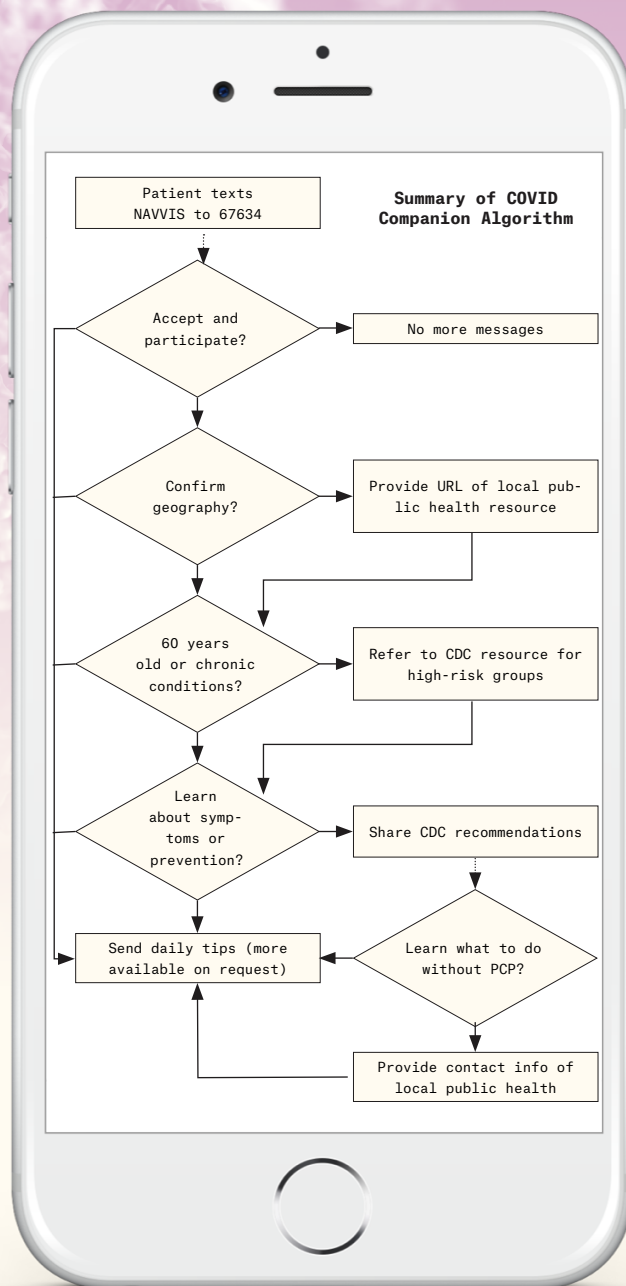 Patient texts
NAVVIS to 67634
Summary of COVID
Companion Algorithm
Accept and
participate?
No more messages
Confirm
geography?
Provide URL of local pub-
lic health resource
60 years
old or chronic
conditions?
Refer to CDC resource for
high-risk groups
Learn
about symp-
toms or
prevention?
Share CDC recommendations
Send daily tips (more
available on request)
Learn what to do
without PCP?
Provide contact info of
local public health